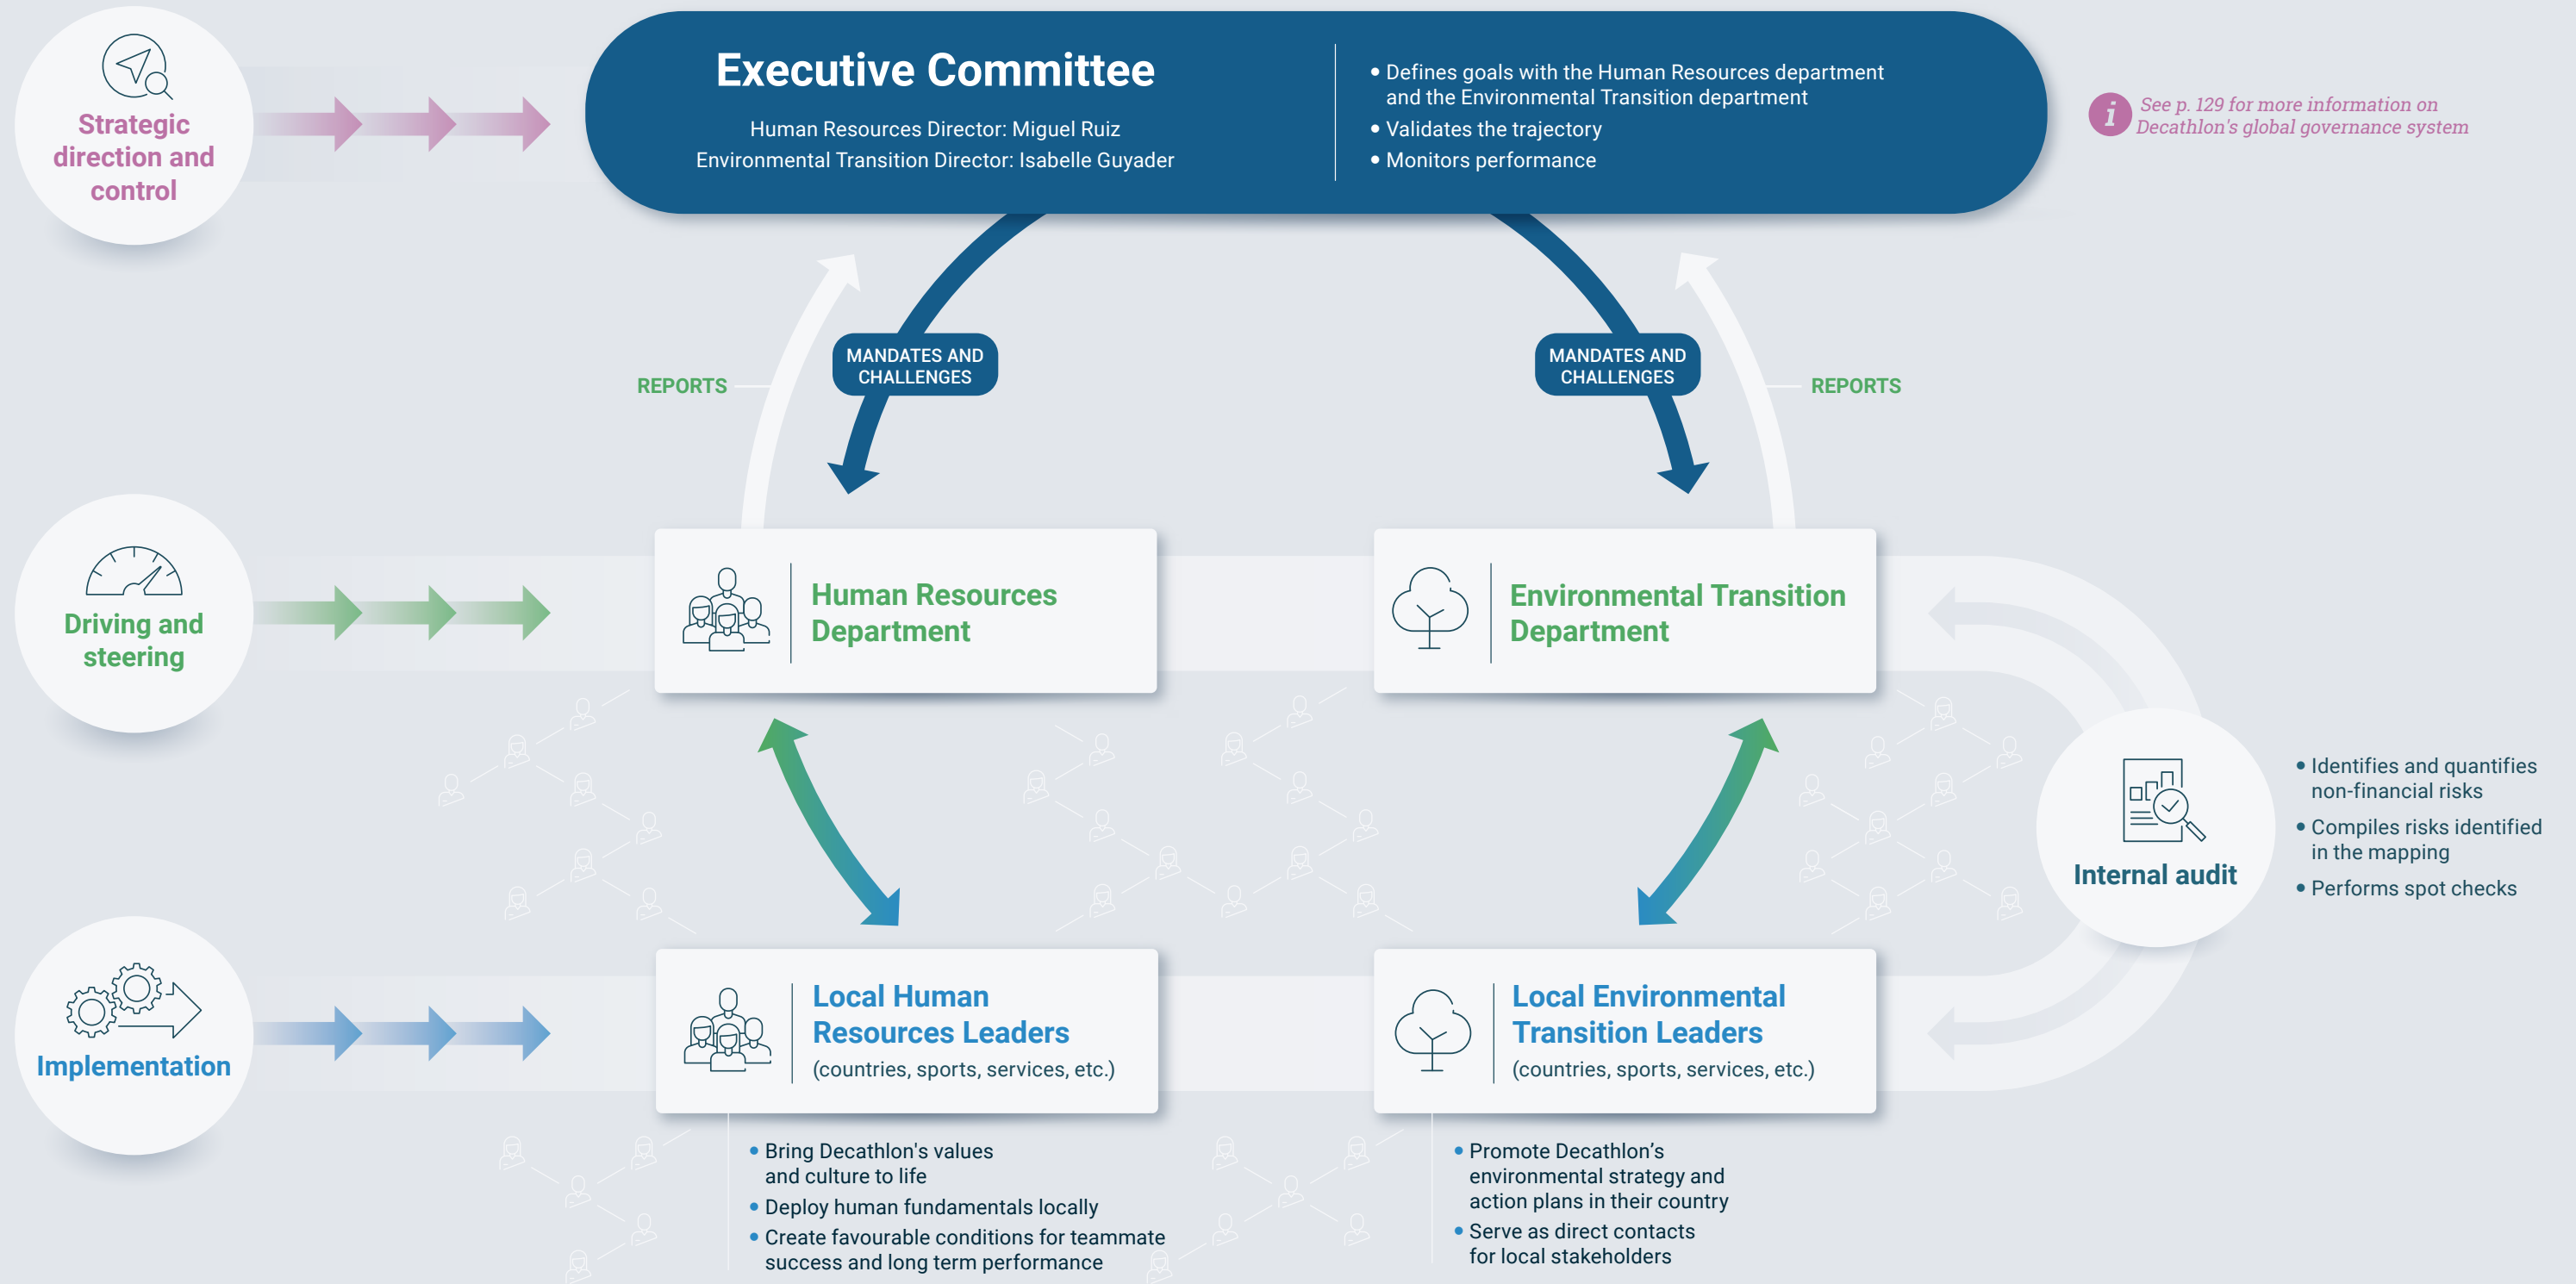 Strategic
direction and
control
Executive Committee
Human Resources Director: Miguel Ruiz
Environmental Transition Director: Isabelle Guyader
• Defines goals with the Human Resources department
and the Environmental Transition department
• Validates the trajectory
• Monitors performance
i
See p. 129 for more information on
Decathlon's global governance system
REPORTS
MANDATES AND
CHALLENGES
MANDATES AND
CHALLENGES
REPORTS
Driving and
steering
Human Resources
Department
Environmental Transition
Department
Internal audit
• Identifies and quantifies
non-financial risks
• Compiles risks identified
in the mapping
• Performs spot checks
Implementation
Local Human
Resources Leaders
(countries, sports, services, etc.)
• Bring Decathlon's values
and culture to life
• Deploy human fundamentals locally
• Create favourable conditions for teammate
success and long term performance
Local Environmental
Transition Leaders
(countries, sports, services, etc.)
• Promote Decathlon’s
environmental strategy and
action plans in their country
• Serve as direct contacts
for local stakeholders